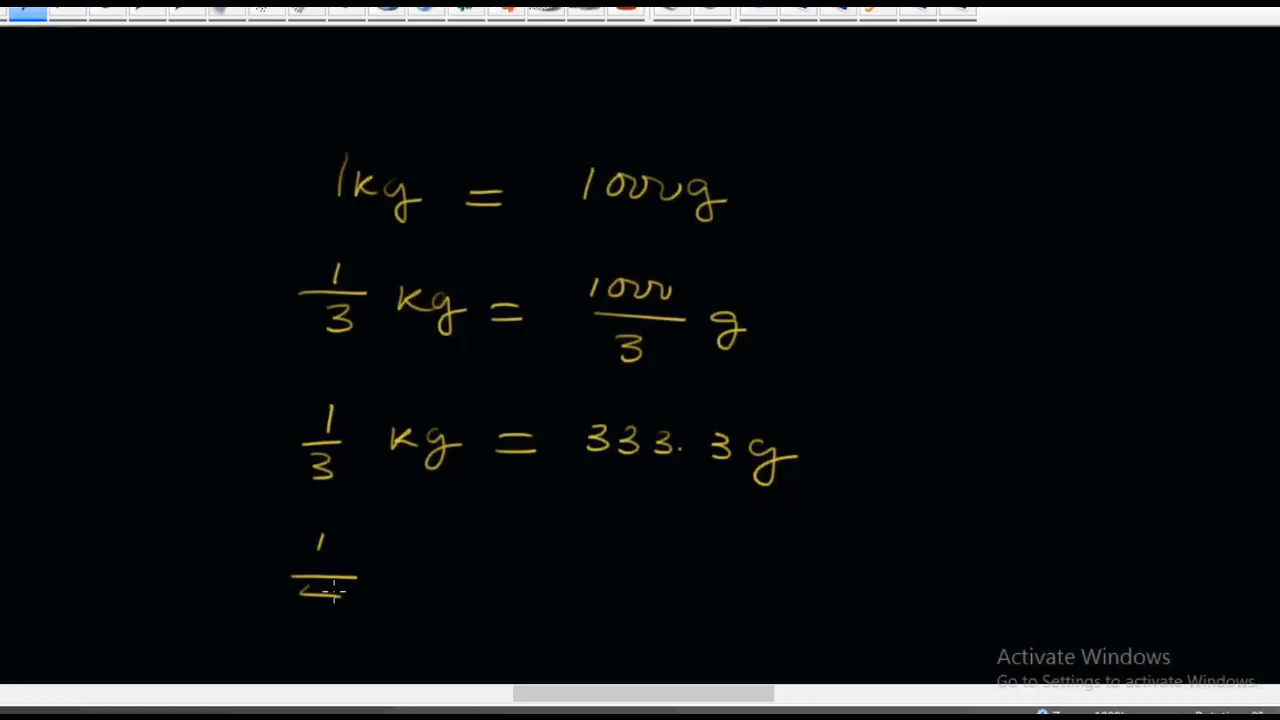 1kg = 1000g
1/3 kg = 1000/3 g
1/3 kg = 333.3g
1
Activate Windows
Go to Settings to activate Windows.